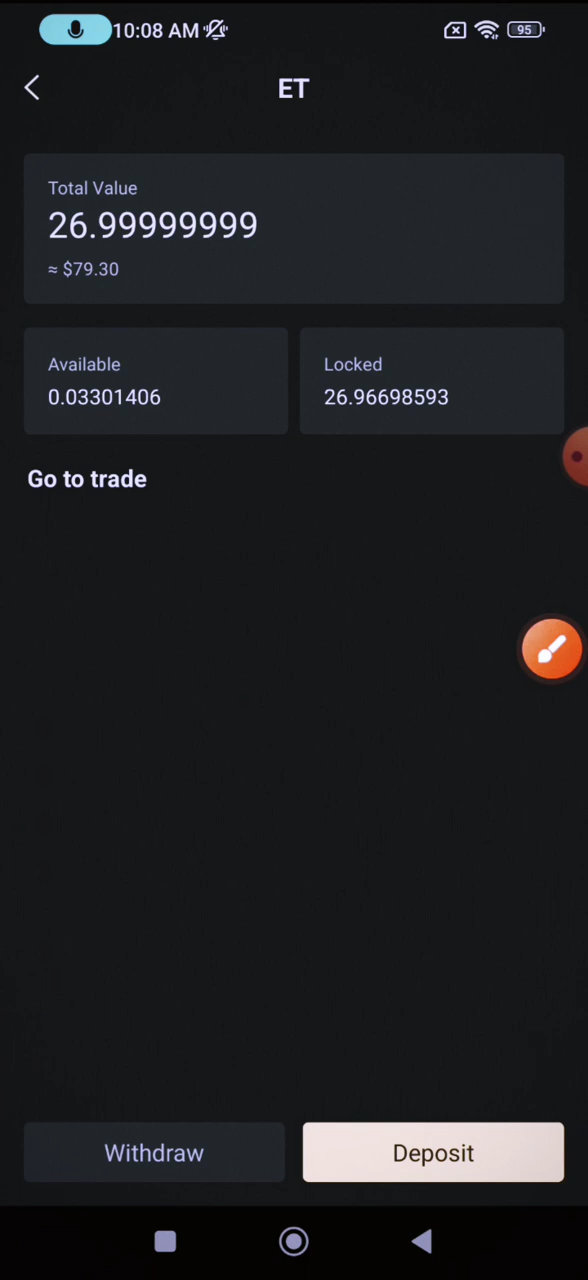 10:08 AM
95
ET
Total Value
26.99999999
≈ $79.30
Available
0.03301406
Locked
26.96698593
Go to trade
Withdraw
Deposit